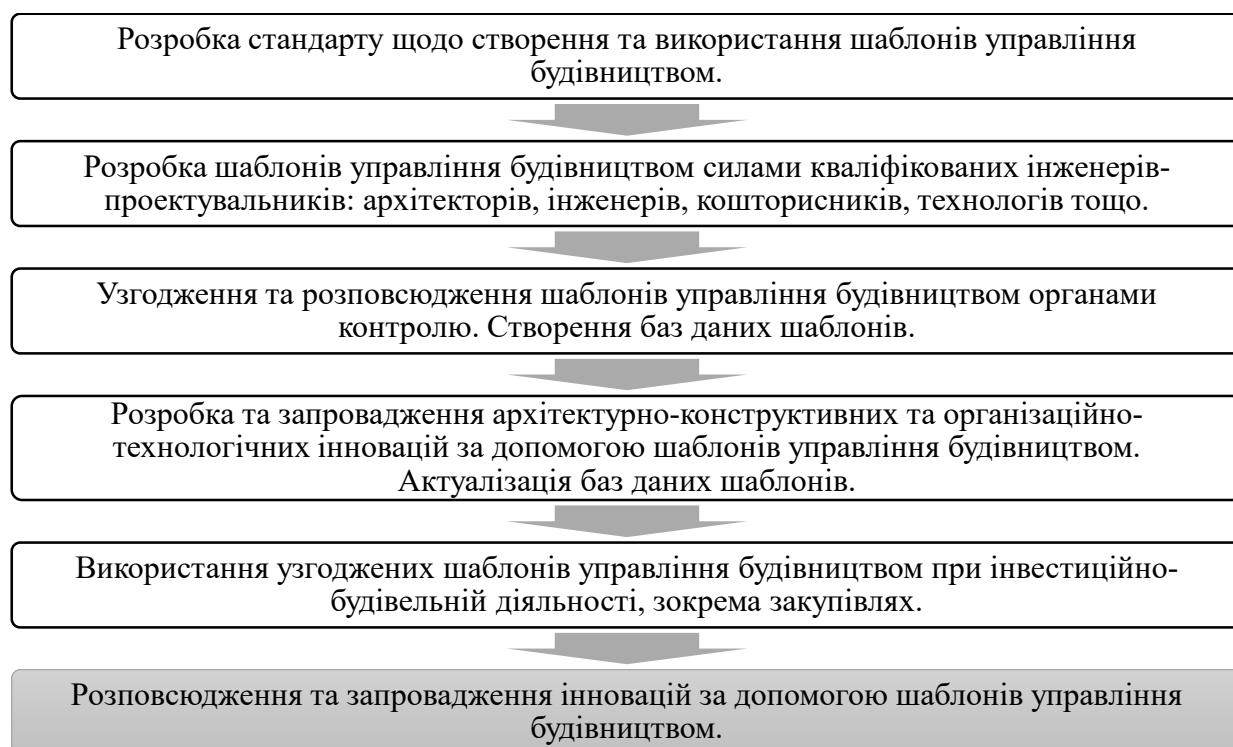 Розробка стандарту щодо створення та використання шаблонів управління
будівництвом.
Розробка шаблонів управління будівництвом силами кваліфікованих інженерів-
проектувальників: архітекторів, інженерів, кошторисників, технологів тощо.
Узгодження та розповсюдження шаблонів управління будівництвом органами
контролю. Створення баз даних шаблонів.
Розробка та запровадження архітектурно-конструктивних та організаційно-
технологічних інновацій за допомогою шаблонів управління будівництвом.
Актуалізація баз даних шаблонів.
Використання узгоджених шаблонів управління будівництвом при інвестиційно-
будівельній діяльності, зокрема закупівлях.
Розповсюдження та запровадження інновацій за допомогою шаблонів управління
будівництвом.